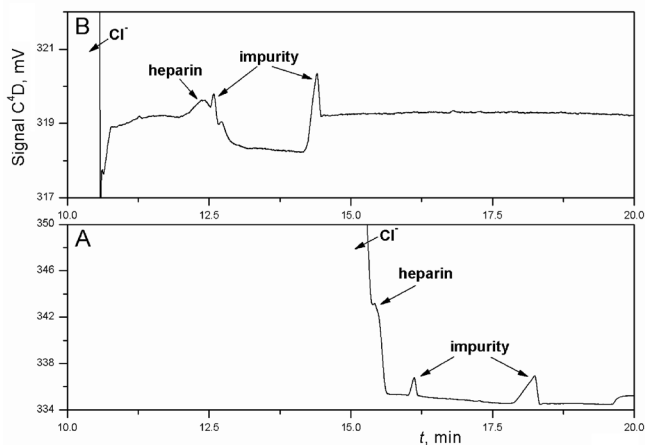 B
Signal C⁴D, mV
321
319
317
Cl⁻
heparin
impurity
10.0 12.5 15.0 17.5 20.0
A
350
346
342
338
334
Cl⁻
heparin
impurity
10.0 12.5 15.0 17.5 20.0
t, min